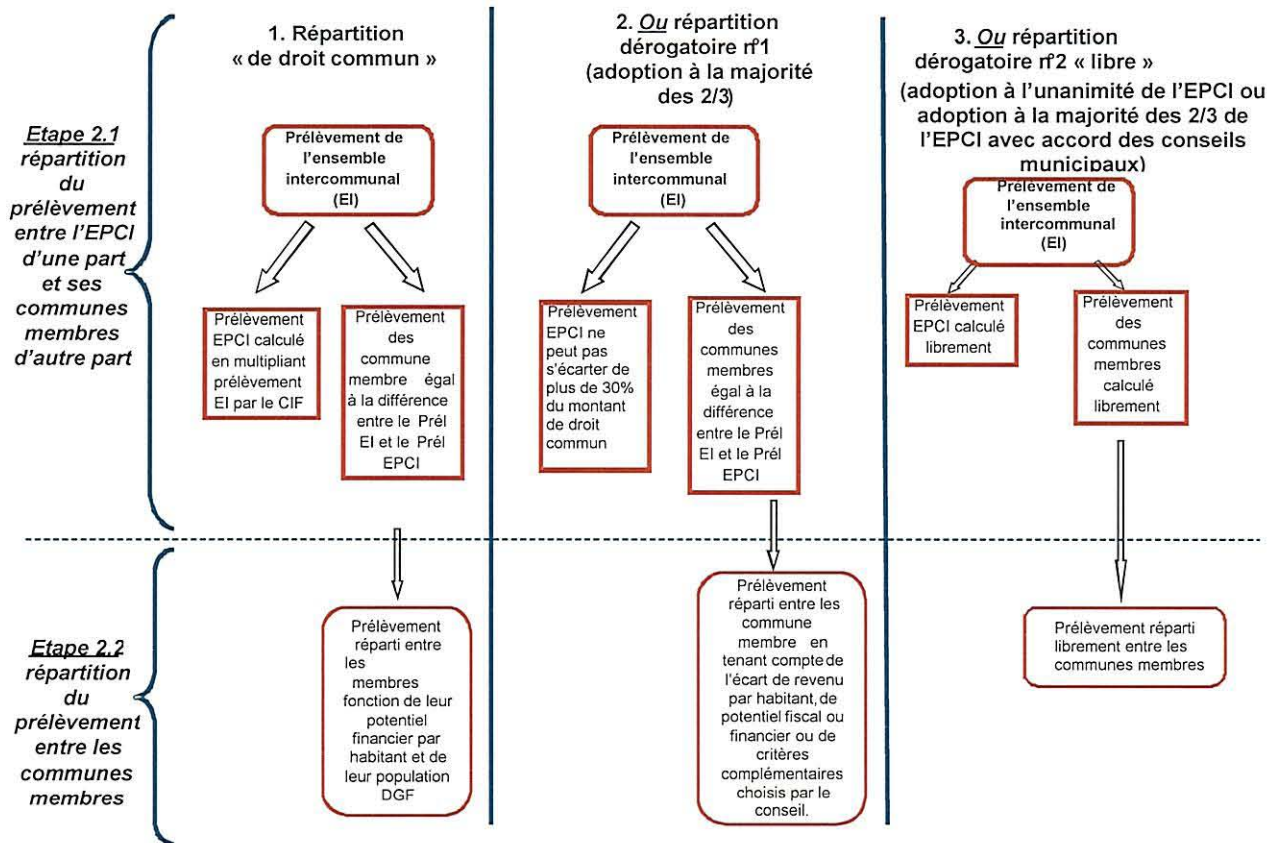 1. Répartition
« de droit commun »
2. Ou répartition
dérogatoire n°1
(adoption à la majorité
des 2/3)
3. Ou répartition
dérogatoire n°2 « libre »
(adoption à l'unanimité de l'EPCI ou
adoption à la majorité des 2/3 de
l'EPCI avec accord des conseils
municipaux)
Etape 2.1
répartition
du
prélèvement
entre l'EPCI
d'une part
et ses
communes
membres
d'autre part
Prélèvement de
l'ensemble
intercommunal
(EI)
Prélèvement
EPCI calculé
en multipliant
prélèvement
EI par le CIF
Prélèvement
des
commune
membre égal
à la différence
entre le Prél
EI et le Prél
EPCI
Prélèvement de
l'ensemble
intercommunal
(EI)
Prélèvement
EPCI ne
peut pas
s'écarter de
plus de 30%
du montant
de droit
commun
Prélèvement
des
communes
membres
égal à la
différence
entre le Prél
EI et le Prél
EPCI
Prélèvement de
l'ensemble
intercommunal
(EI)
Prélèvement
EPCI calculé
librement
Prélèvement
des
communes
membres
calculé
librement
Etape 2.2
répartition
du
prélèvement
entre les
communes
membres
Prélèvement
réparti entre
les
membres
fonction de leur
potentiel
financier par
habitant et de
leur population
DGF
Prélèvement
réparti entre les
commune
membre en
tenant compte de
l'écart de revenu
par habitant, de
potentiel fiscal ou
financier ou de
critères
complémentaires
choisis par le
conseil.
Prélèvement réparti
librement entre les
communes membres